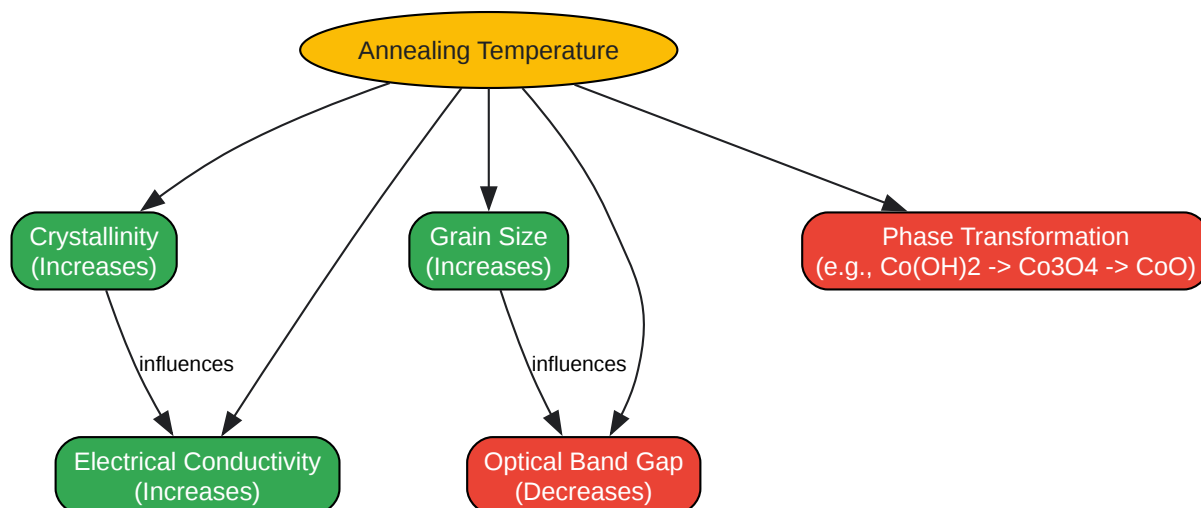 Annealing Temperature
Crystallinity
(Increases)
Grain Size
(Increases)
Phase Transformation
(e.g., Co(OH)2 -> Co3O4 -> CoO)
influences
influences
Electrical Conductivity
(Increases)
Optical Band Gap
(Decreases)